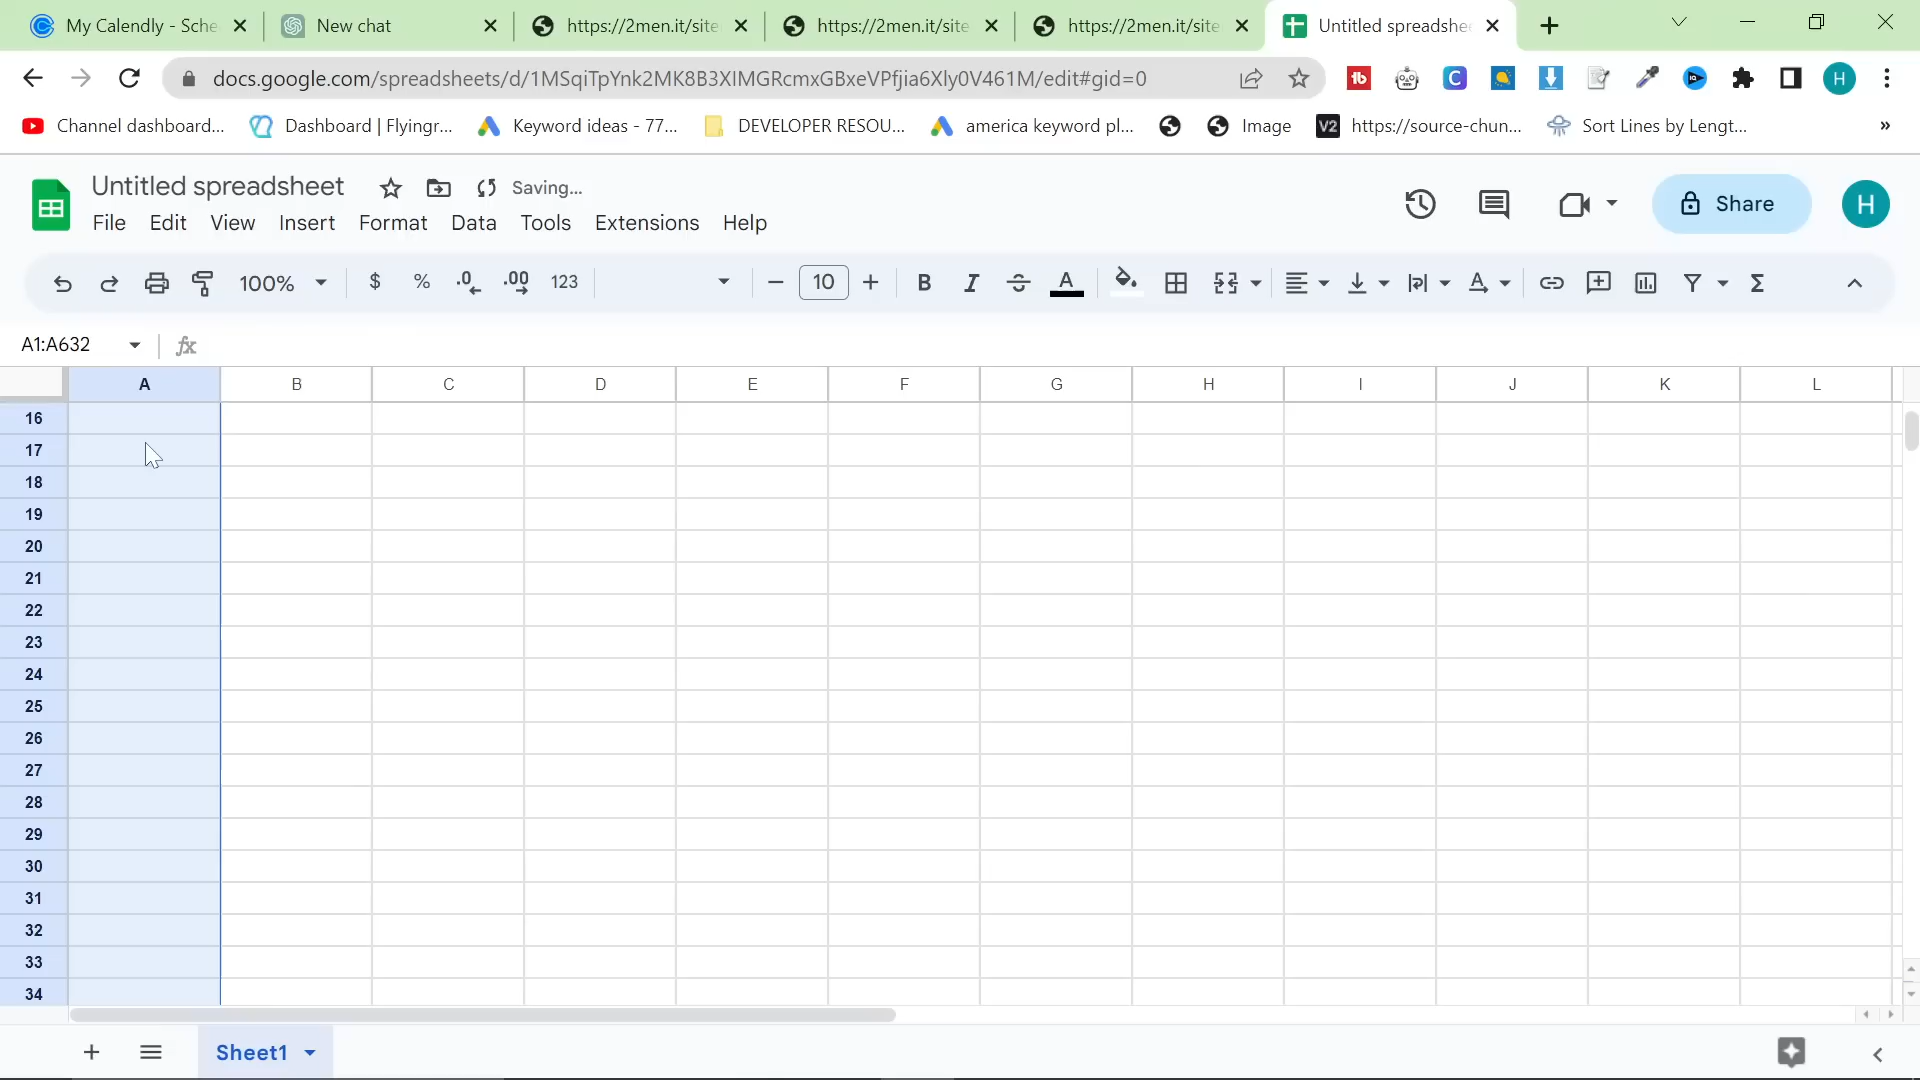 My Calendly - Sche
New chat
https://2men.it/site
https://2men.it/site
https://2men.it/site
Untitled spreadshee
docs.google.com/spreadsheets/d/1MSqiTpYnk2MK8B3XIMGRcmxGBxeVPfjia6Xly0V461M/edit#gid=0
H
Channel dashboard...
Dashboard | Flyingr...
Keyword ideas - 77...
DEVELOPER RESOU...
america keyword pl...
Image
V2
https://source-chun...
Sort Lines by Lengt...
»
Untitled spreadsheet
Saving...
File Edit View Insert Format Data Tools Extensions Help
Share
H
100%
$ % .0 .00 123
10
B I S A
Σ
A1:A632
fx
A B C D E F G H I J K L
16
17
18
19
20
21
22
23
24
25
26
27
28
29
30
31
32
33
34
Sheet1